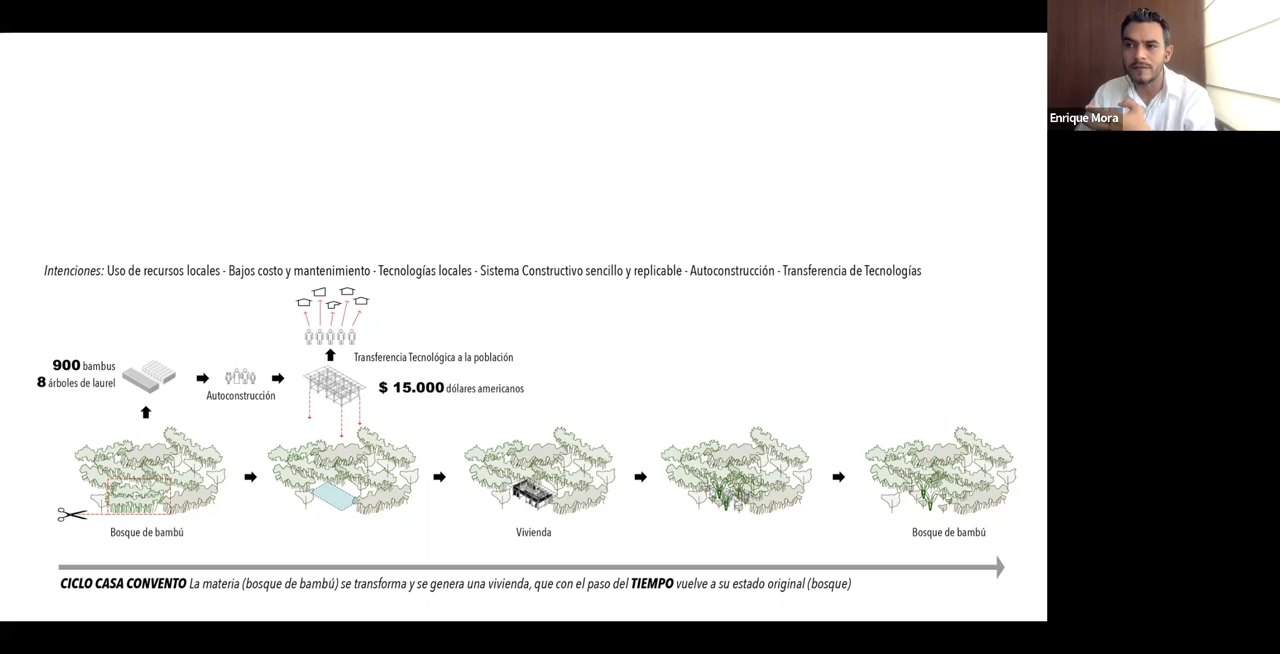 Enrique Mora
Intenciones: Uso de recursos locales - Bajos costo y mantenimiento - Tecnologías locales - Sistema Constructivo sencillo y replicable - Autoconstrucción - Transferencia de Tecnologías
Transferencia Tecnológica a la población
900 bambus
8 árboles de laurel
Autoconstrucción
$ 15.000 dólares americanos
Bosque de bambú
Vivienda
Bosque de bambú
CICLO CASA CONVENTO La materia (bosque de bambú) se transforma y se genera una vivienda, que con el paso del TIEMPO vuelve a su estado original (bosque)